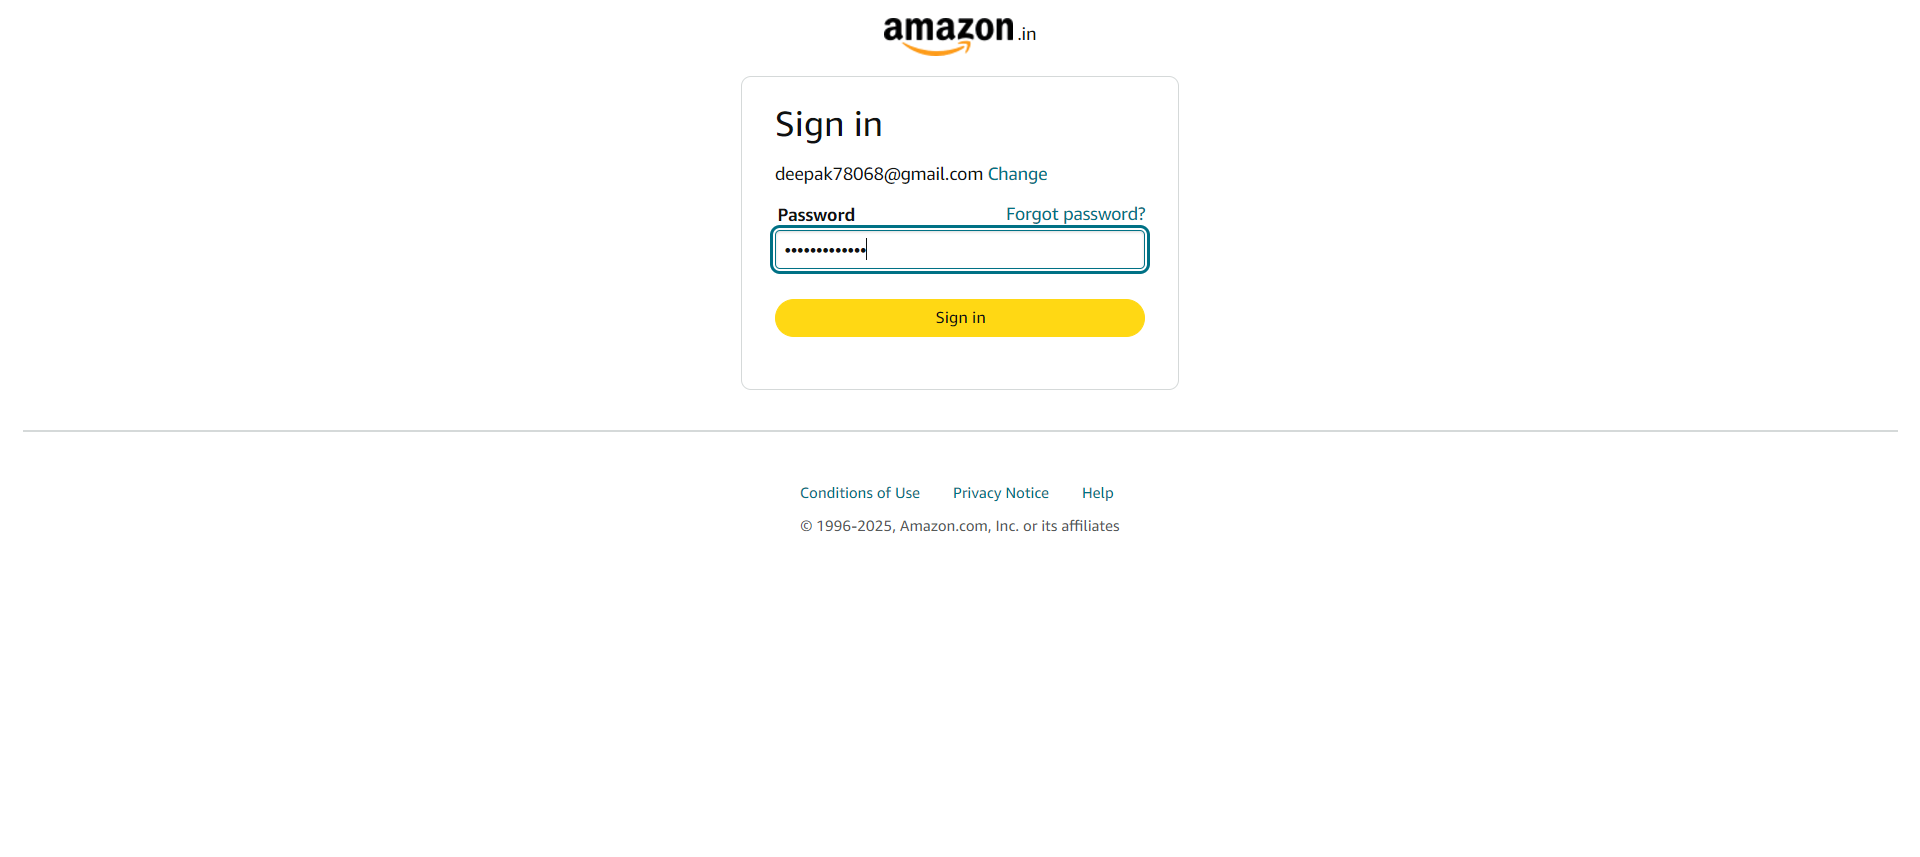 amazon.in
Sign in
deepak78068@gmail.com Change
Password Forgot password?
•••••••••••••
Sign in
Conditions of Use Privacy Notice Help
© 1996-2025, Amazon.com, Inc. or its affiliates